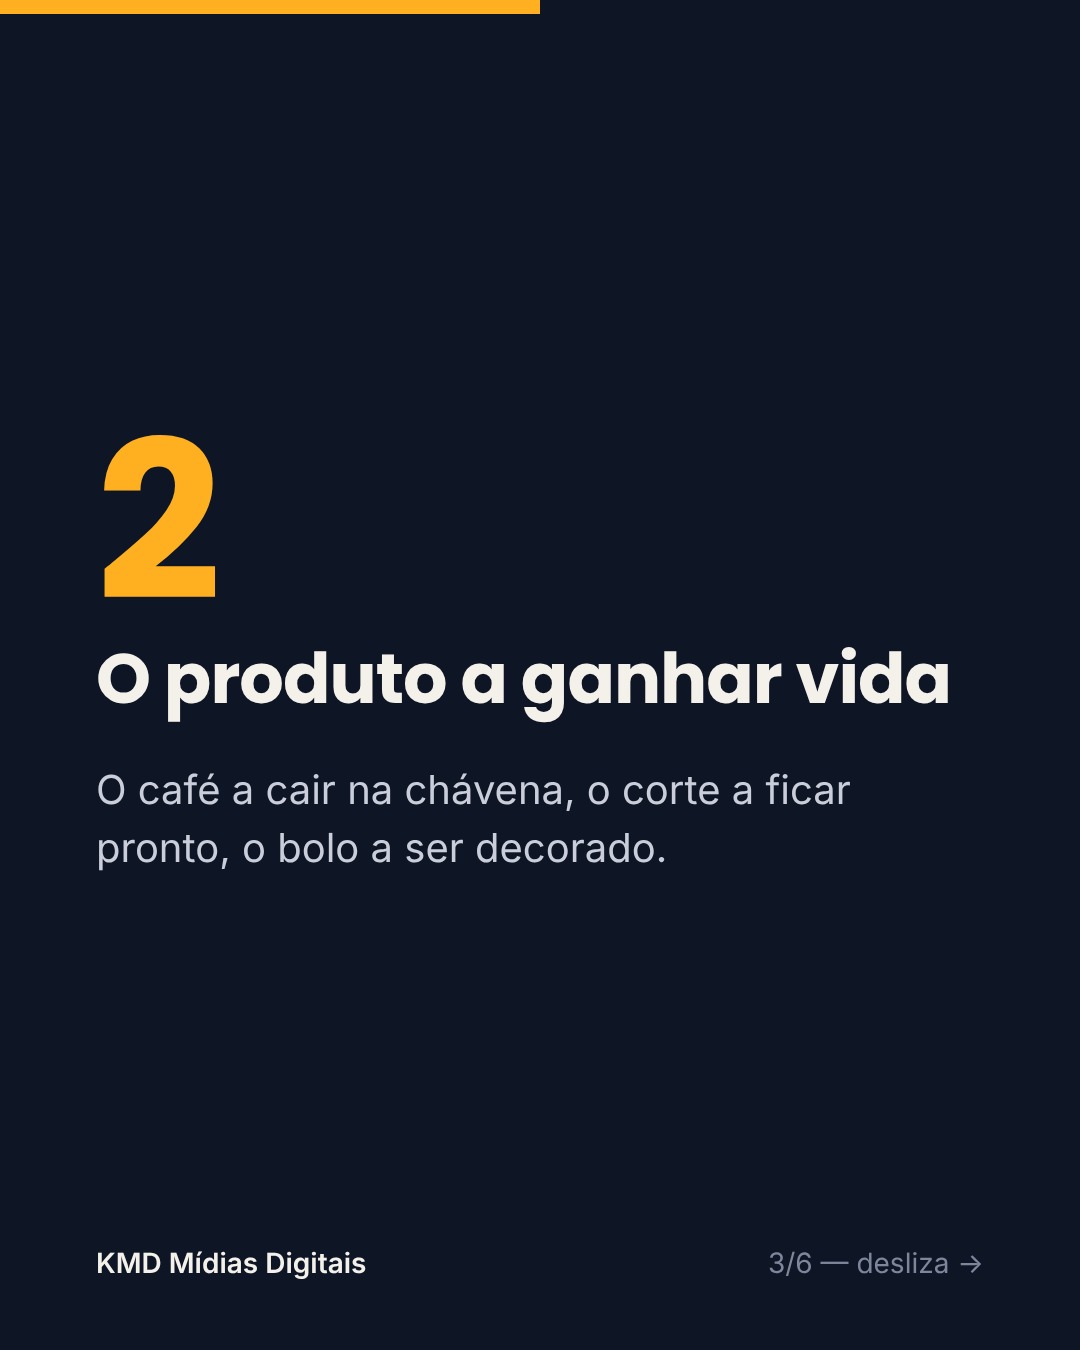 2
O produto a ganhar vida
O café a cair na chávena, o corte a ficar
pronto, o bolo a ser decorado.
KMD Mídias Digitais
3/6 — desliza →